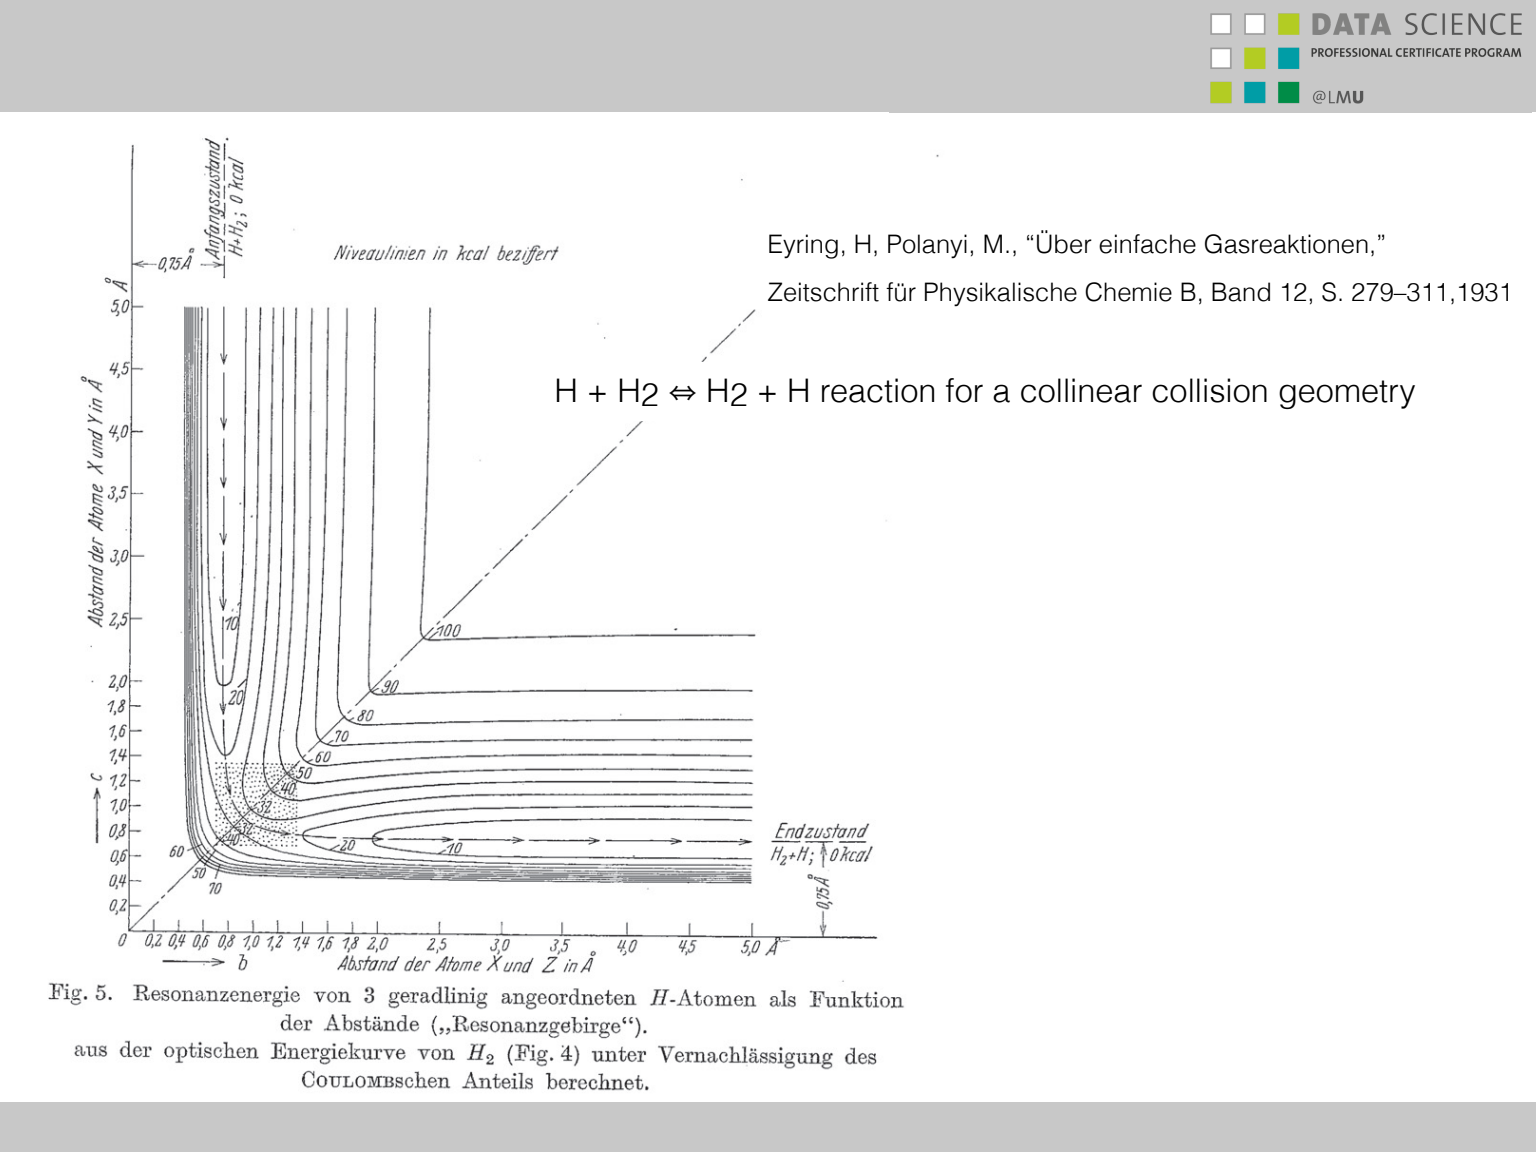 DATA SCIENCE
PROFESSIONAL CERTIFICATE PROGRAM
@LMU
Anfangszustand
H+H2; 0 kcal
0,75Å
Niveaulinien in kcal beziffert
Eyring, H, Polanyi, M., “Über einfache Gasreaktionen,”
Zeitschrift für Physikalische Chemie B, Band 12, S. 279–311,1931
H + H2 ⇔ H2 + H reaction for a collinear collision geometry
Å
5,0
4,5
4,0
3,5
3,0
2,5
2,0
1,8
1,6
1,4
1,2
1,0
0,8
0,6
0,4
0,2
Abstand der Atome X und Y in Å
c
10
20
100
90
80
70
60
50
40
32
32
40
20
10
60
50
70
Endzustand
H2+H; 0 kcal
0,75Å
0 0,2 0,4 0,6 0,8 1,0 1,2 1,4 1,6 1,8 2,0 2,5 3,0 3,5 4,0 4,5 5,0 Å
b Abstand der Atome X und Z in Å
Fig. 5. Resonanzenergie von 3 geradlinig angeordneten H-Atomen als Funktion
der Abstände („Resonanzgebirge“).
aus der optischen Energiekurve von H2 (Fig. 4) unter Vernachlässigung des
COULOMBschen Anteils berechnet.